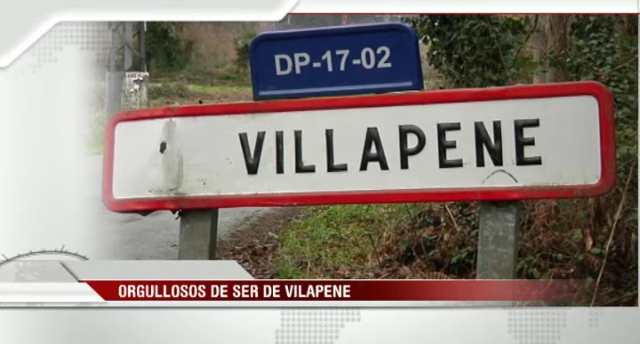 DP-17-02
VILLAPENE
ORGULLOSOS DE SER DE VILAPENE